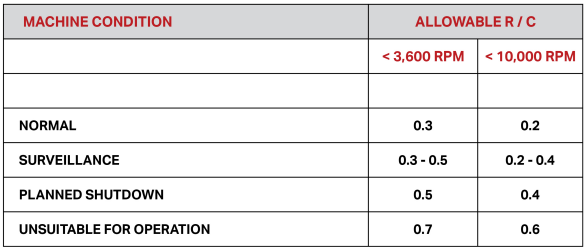 MACHINE CONDITION ALLOWABLE R / C
< 3,600 RPM < 10,000 RPM
NORMAL 0.3 0.2
SURVEILLANCE 0.3 - 0.5 0.2 - 0.4
PLANNED SHUTDOWN 0.5 0.4
UNSUITABLE FOR OPERATION 0.7 0.6